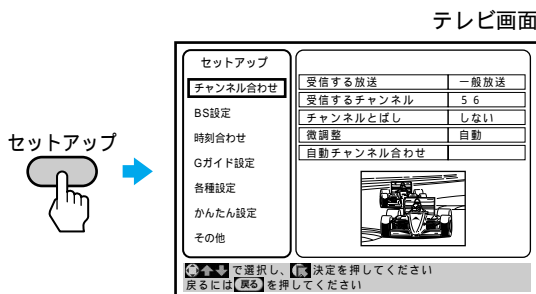 テレビ画面
セットアップ
セットアップ
チャンネル合わせ
BS設定
時刻合わせ
Gガイド設定
各種設定
かんたん設定
その他
受信する放送 一般放送
受信するチャンネル 56
チャンネルとばし しない
微調整 自動
自動チャンネル合わせ
で選択し、 決定を押してください
戻るには 戻る を押してください